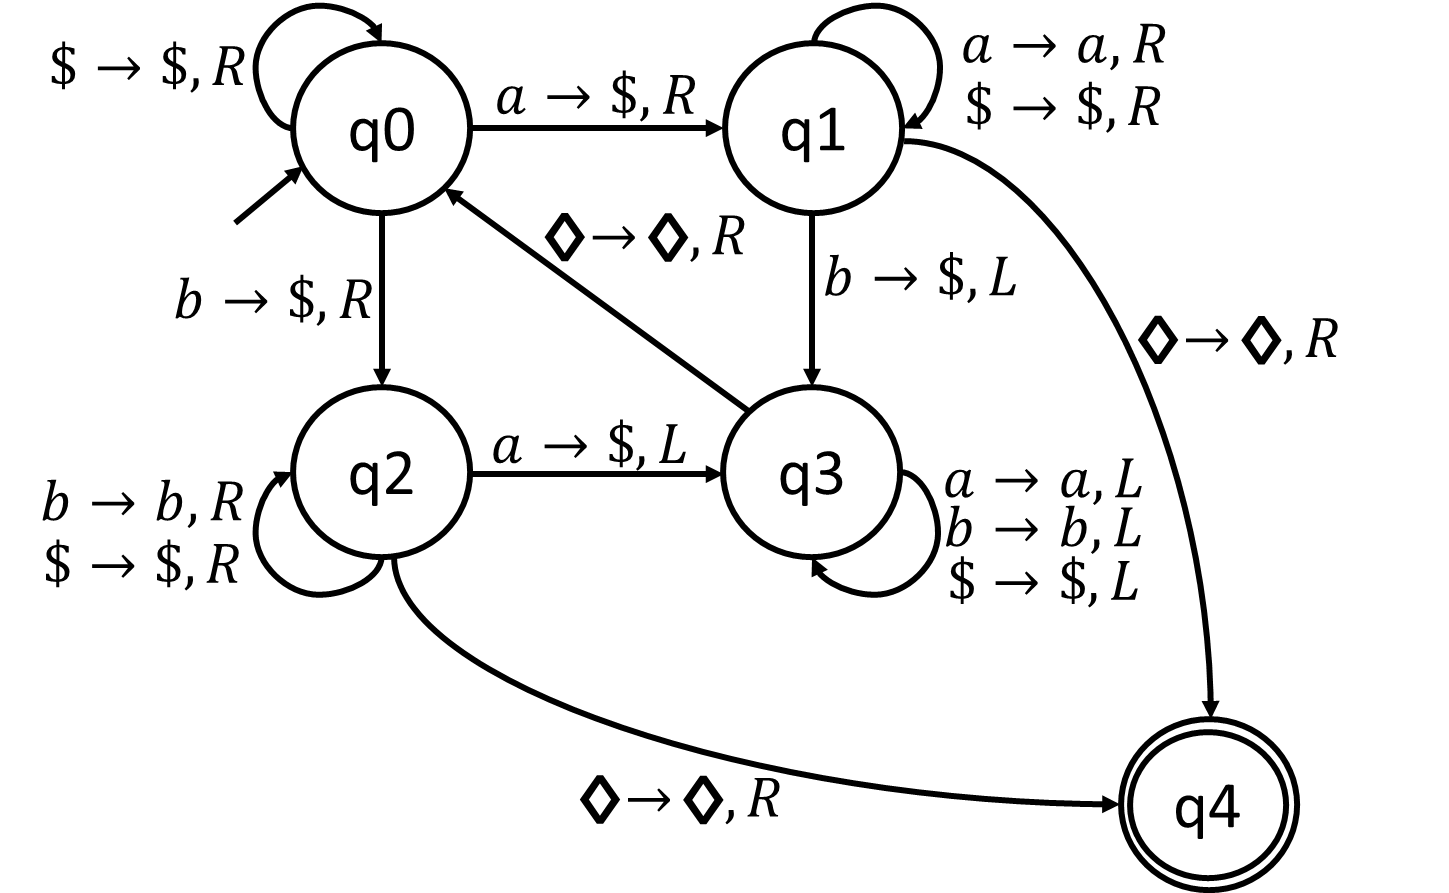 $ → $, R
a → $, R
a → a, R
$ → $, R
q0
q1
◊ → ◊, R
b → $, R
b → $, L
◊ → ◊, R
a → $, L
q2
q3
b → b, R
$ → $, R
a → a, L
b → b, L
$ → $, L
◊ → ◊, R
q4